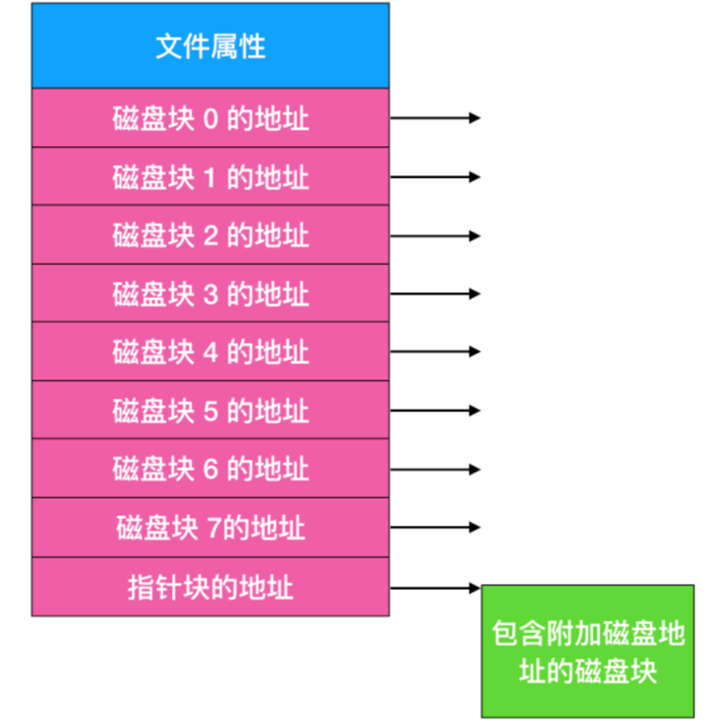 文件属性
磁盘块 0 的地址
磁盘块 1 的地址
磁盘块 2 的地址
磁盘块 3 的地址
磁盘块 4 的地址
磁盘块 5 的地址
磁盘块 6 的地址
磁盘块 7的地址
指针块的地址
包含附加磁盘地
址的磁盘块